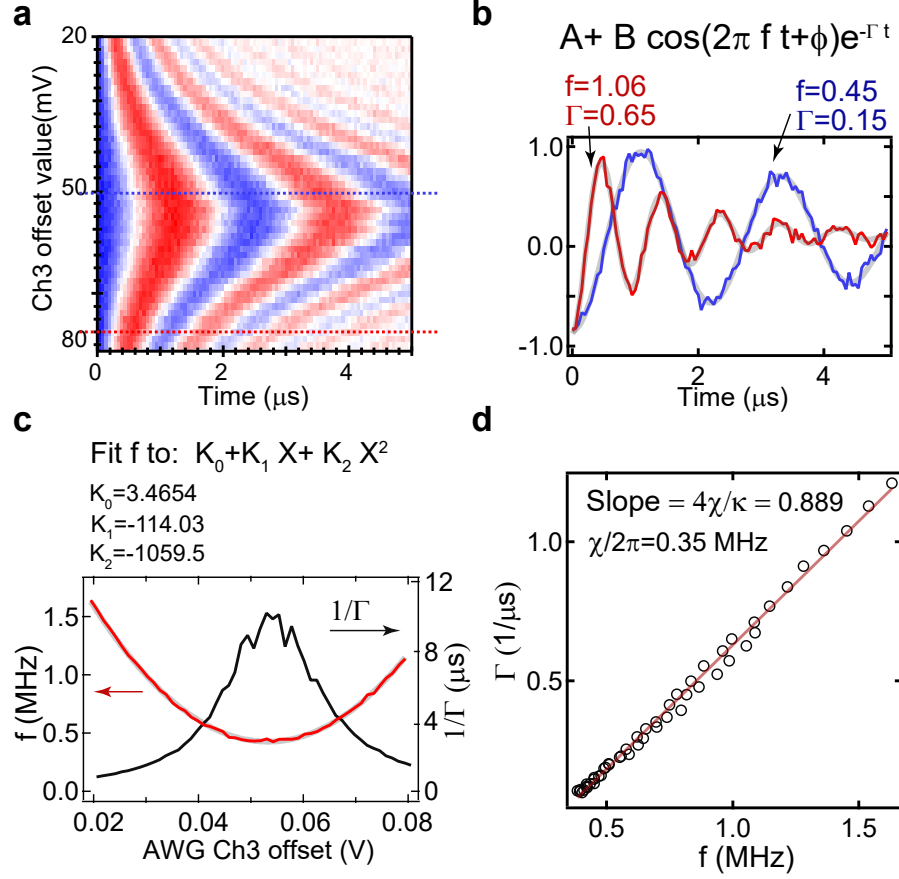 a
20
50
80
Ch3 offset value(mV)
0
2
4
Time (μs)
b
A+ B cos(2π f t+ϕ)e^-Γ t
f=1.06
Γ=0.65
f=0.45
Γ=0.15
1.0
0.0
-1.0
0
2
4
Time (μs)
c
Fit f to: K₀+K₁ X+ K₂ X²
K₀=3.4654
K₁=-114.03
K₂=-1059.5
1.5
1.0
0.5
0.0
f (MHz)
1/Γ
12
8
4
0
1/Γ (μs)
0.02
0.04
0.06
0.08
AWG Ch3 offset (V)
d
Slope = 4χ/κ = 0.889
χ/2π=0.35 MHz
1.0
0.5
Γ (1/μs)
0.5
1.0
1.5
f (MHz)